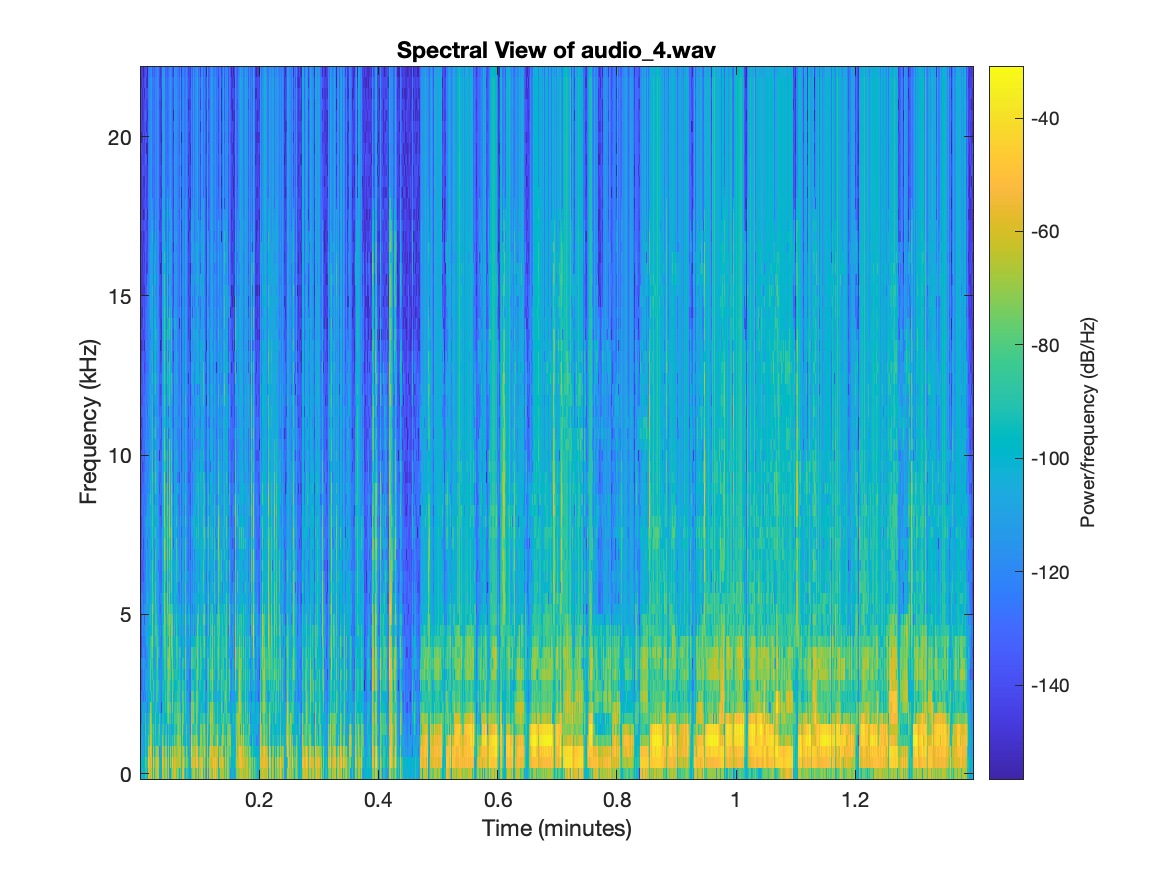 Spectral View of audio_4.wav
20
15
10
5
0
Frequency (kHz)
0.2 0.4 0.6 0.8 1 1.2
Time (minutes)
-40
-60
-80
-100
-120
-140
Power/frequency (dB/Hz)